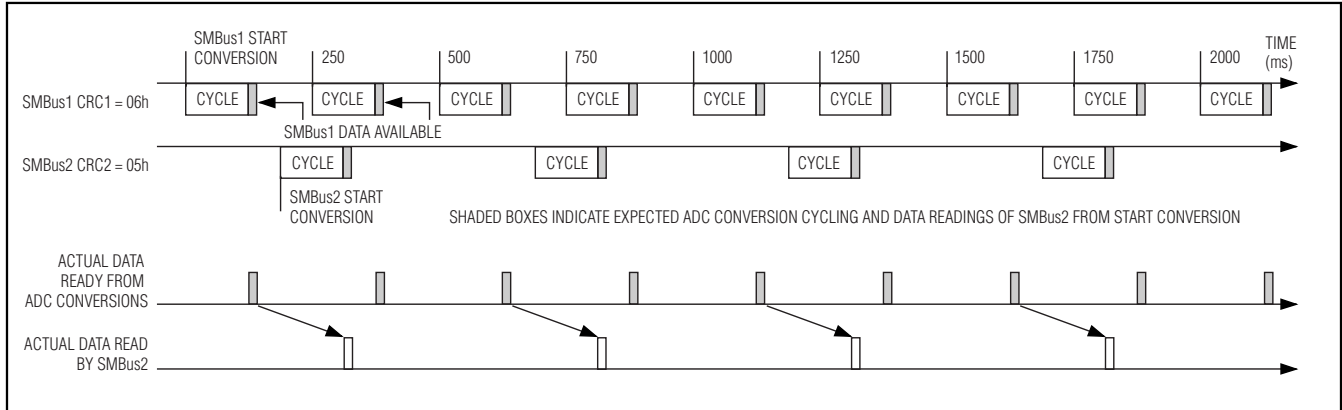 SMBus1 START
CONVERSION
250
500
750
1000
1250
1500
1750
2000
TIME
(ms)
SMBus1 CRC1 = 06h
CYCLE
CYCLE
CYCLE
CYCLE
CYCLE
CYCLE
CYCLE
CYCLE
CYCLE
SMBus1 DATA AVAILABLE
SMBus2 CRC2 = 05h
CYCLE
CYCLE
CYCLE
CYCLE
SMBus2 START
CONVERSION
SHADED BOXES INDICATE EXPECTED ADC CONVERSION CYCLING AND DATA READINGS OF SMBus2 FROM START CONVERSION
ACTUAL DATA
READY FROM
ADC CONVERSIONS
ACTUAL DATA READ
BY SMBus2